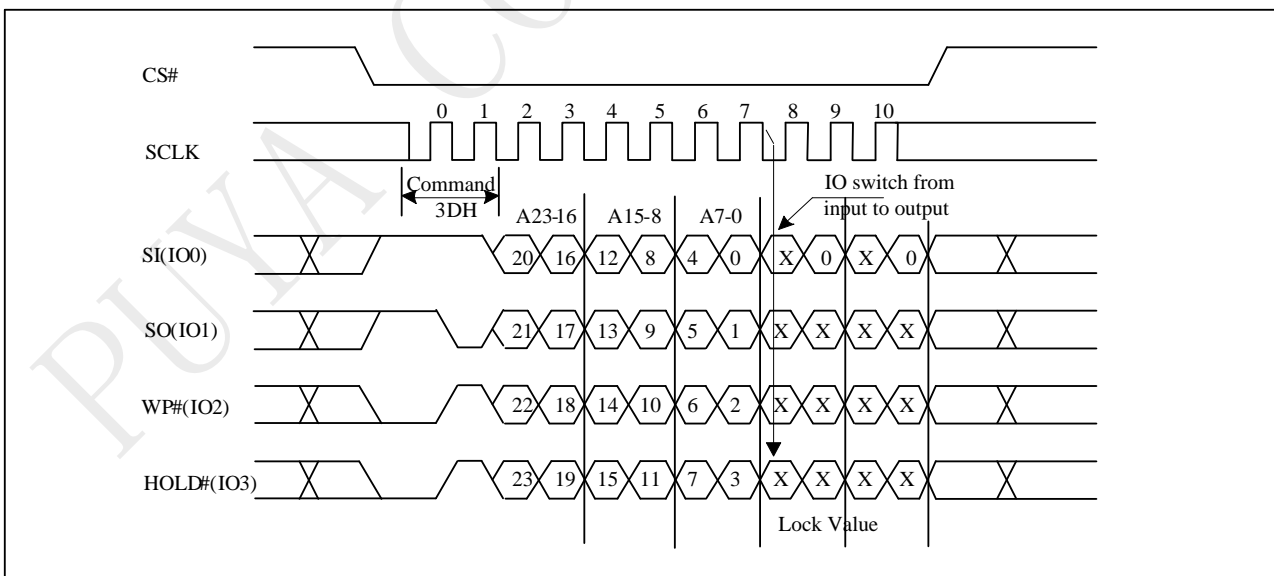 PUYA CO
CS#
0 1 2 3 4 5 6 7 8 9 10
SCLK
Command
3DH
IO switch from
input to output
A23-16 A15-8 A7-0
SI(IO0) 20 16 12 8 4 0 X 0 X 0
SO(IO1) 21 17 13 9 5 1 X X X X
WP#(IO2) 22 18 14 10 6 2 X X X X
HOLD#(IO3) 23 19 15 11 7 3 X X X X
Lock Value